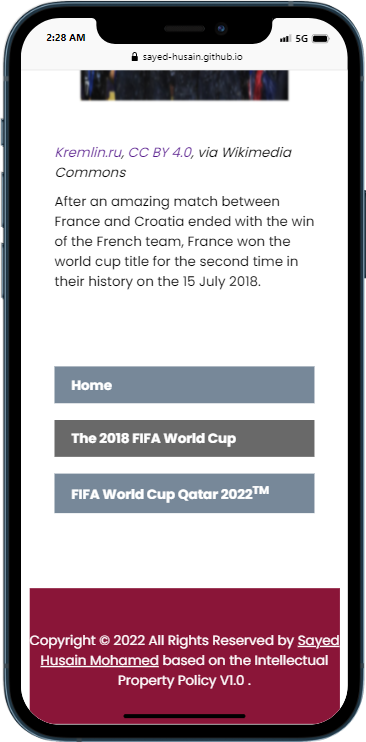 2:28 AM
5G
sayed-husain.github.io
Kremlin.ru, CC BY 4.0, via Wikimedia
Commons
After an amazing match between
France and Croatia ended with the win
of the French team, France won the
world cup title for the second time in
their history on the 15 July 2018.
Home
The 2018 FIFA World Cup
FIFA World Cup Qatar 2022TM
Copyright © 2022 All Rights Reserved by Sayed
Husain Mohamed based on the Intellectual
Property Policy V1.0 .